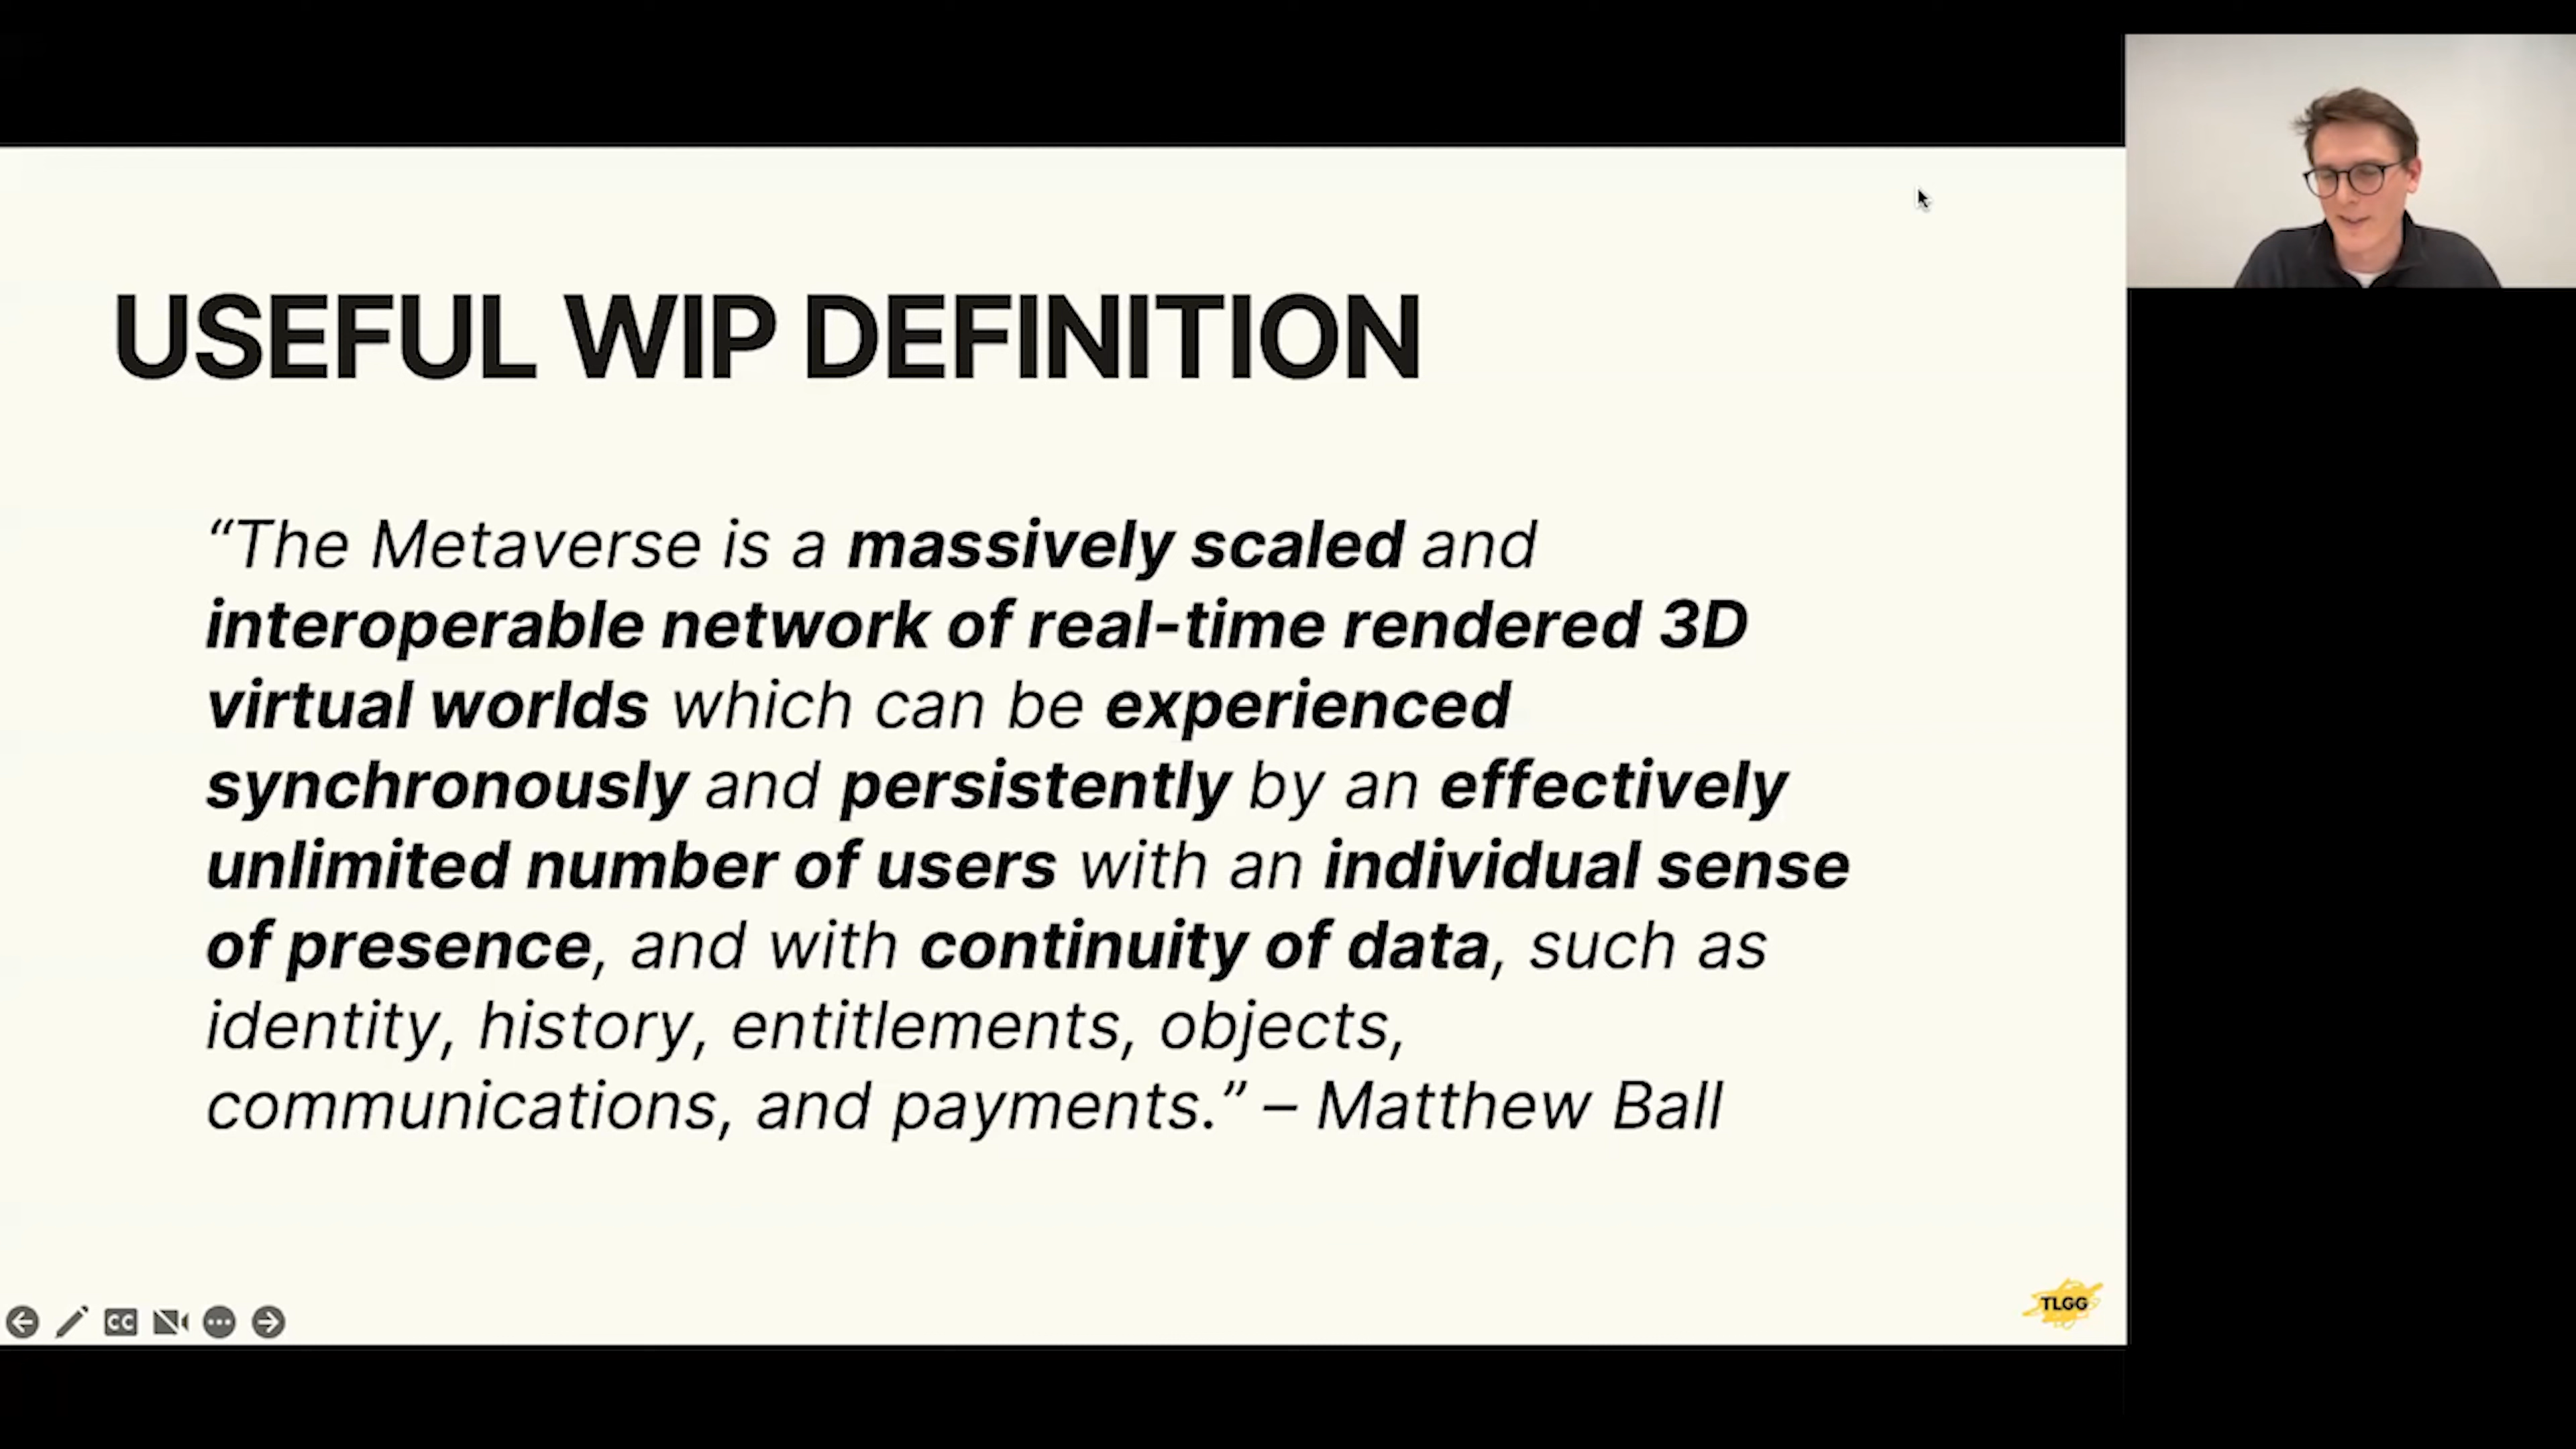 USEFUL WIP DEFINITION
“The Metaverse is a massively scaled and
interoperable network of real-time rendered 3D
virtual worlds which can be experienced
synchronously and persistently by an effectively
unlimited number of users with an individual sense
of presence, and with continuity of data, such as
identity, history, entitlements, objects,
communications, and payments.” – Matthew Ball
CC
TLGG